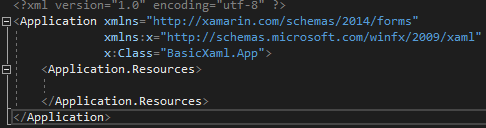 <?xml version="1.0" encoding="utf-8" ?>
<Application xmlns="http://xamarin.com/schemas/2014/forms"
xmlns:x="http://schemas.microsoft.com/winfx/2009/xaml"
x:Class="BasicXaml.App">
<Application.Resources>
</Application.Resources>
</Application>